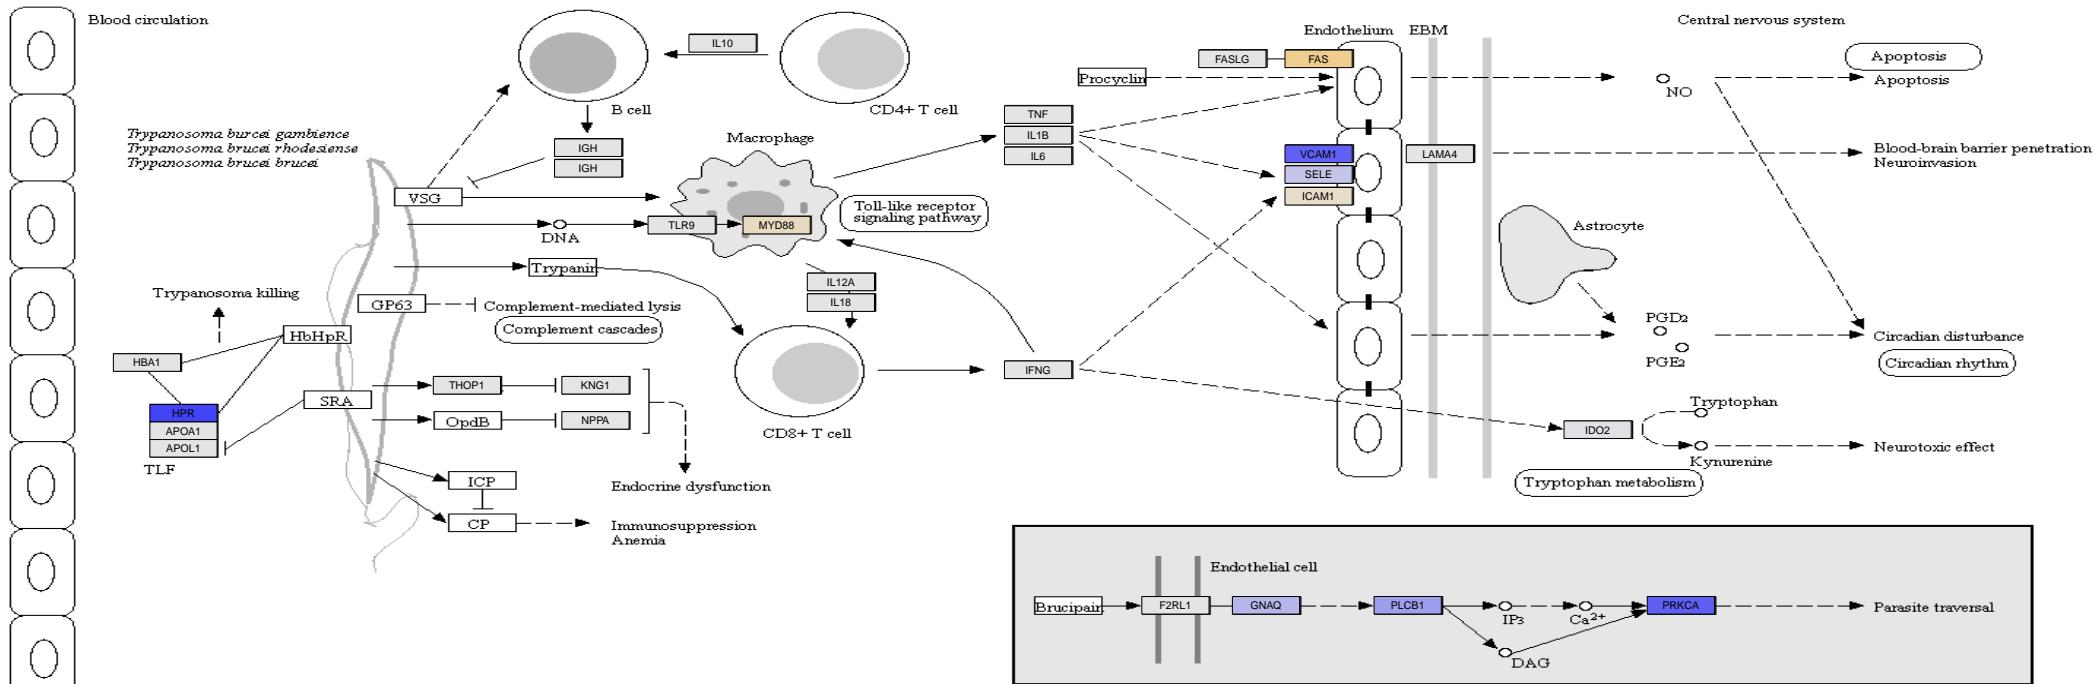 Blood circulation
Trypanosoma burcei gambience
Trypanosoma brucei rhodesiense
Trypanosoma brucei brucei
IL10
B cell
CD4+ T cell
IGH
IGH
VSG
Macrophage
DNA
TLR9
MYD88
Toll-like receptor
signaling pathway
Trypanin
GP63
Complement-mediated lysis
Complement cascades
IL12A
IL18
CD8+ T cell
Trypanosoma killing
HbHpR
HBA1
HPR
APOA1
APOL1
TLF
SRA
THOP1
KNG1
OpdB
NPPA
Endocrine dysfunction
ICP
CP
Immunosuppression
Anemia
TNF
IL1B
IL6
IFNG
Procyclin
FASLG
FAS
Endothelium
EBM
VCAM1
SELE
ICAM1
LAMA4
Central nervous system
Apoptosis
Apoptosis
NO
Blood-brain barrier penetration
Neuroinvasion
Astrocyte
PGD2
PGE2
Circadian disturbance
Circadian rhythm
Tryptophan
IDO2
Kynurenine
Neurotoxic effect
Tryptophan metabolism
Endothelial cell
Brucipain
F2RL1
GNAQ
PLCB1
IP3
Ca2+
PRKCA
DAG
Parasite traversal